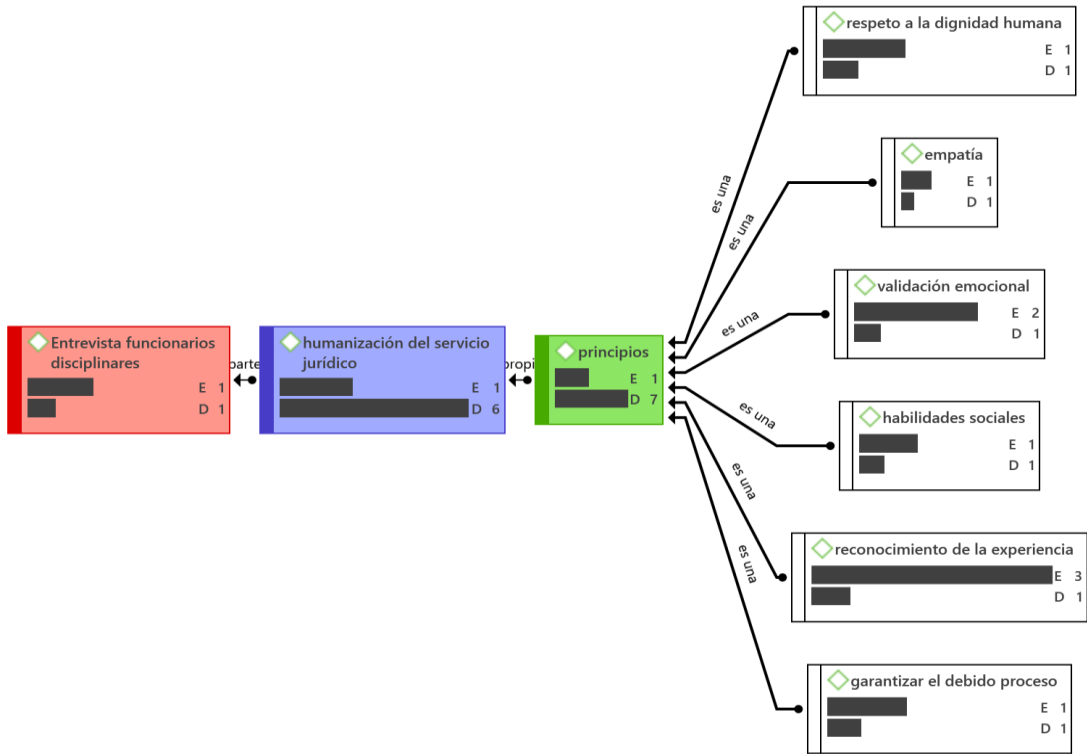 respeto a la dignidad humana
E 1
D 1
empatía
E 1
D 1
validación emocional
E 2
D 1
Entrevista funcionarios
disciplinares
E 1
D 1
parte
humanización del servicio
jurídico
E 1
D 6
propi
principios
E 1
D 7
es una
es una
es una
es una
es una
es una
habilidades sociales
E 1
D 1
reconocimiento de la experiencia
E 3
D 1
garantizar el debido proceso
E 1
D 1